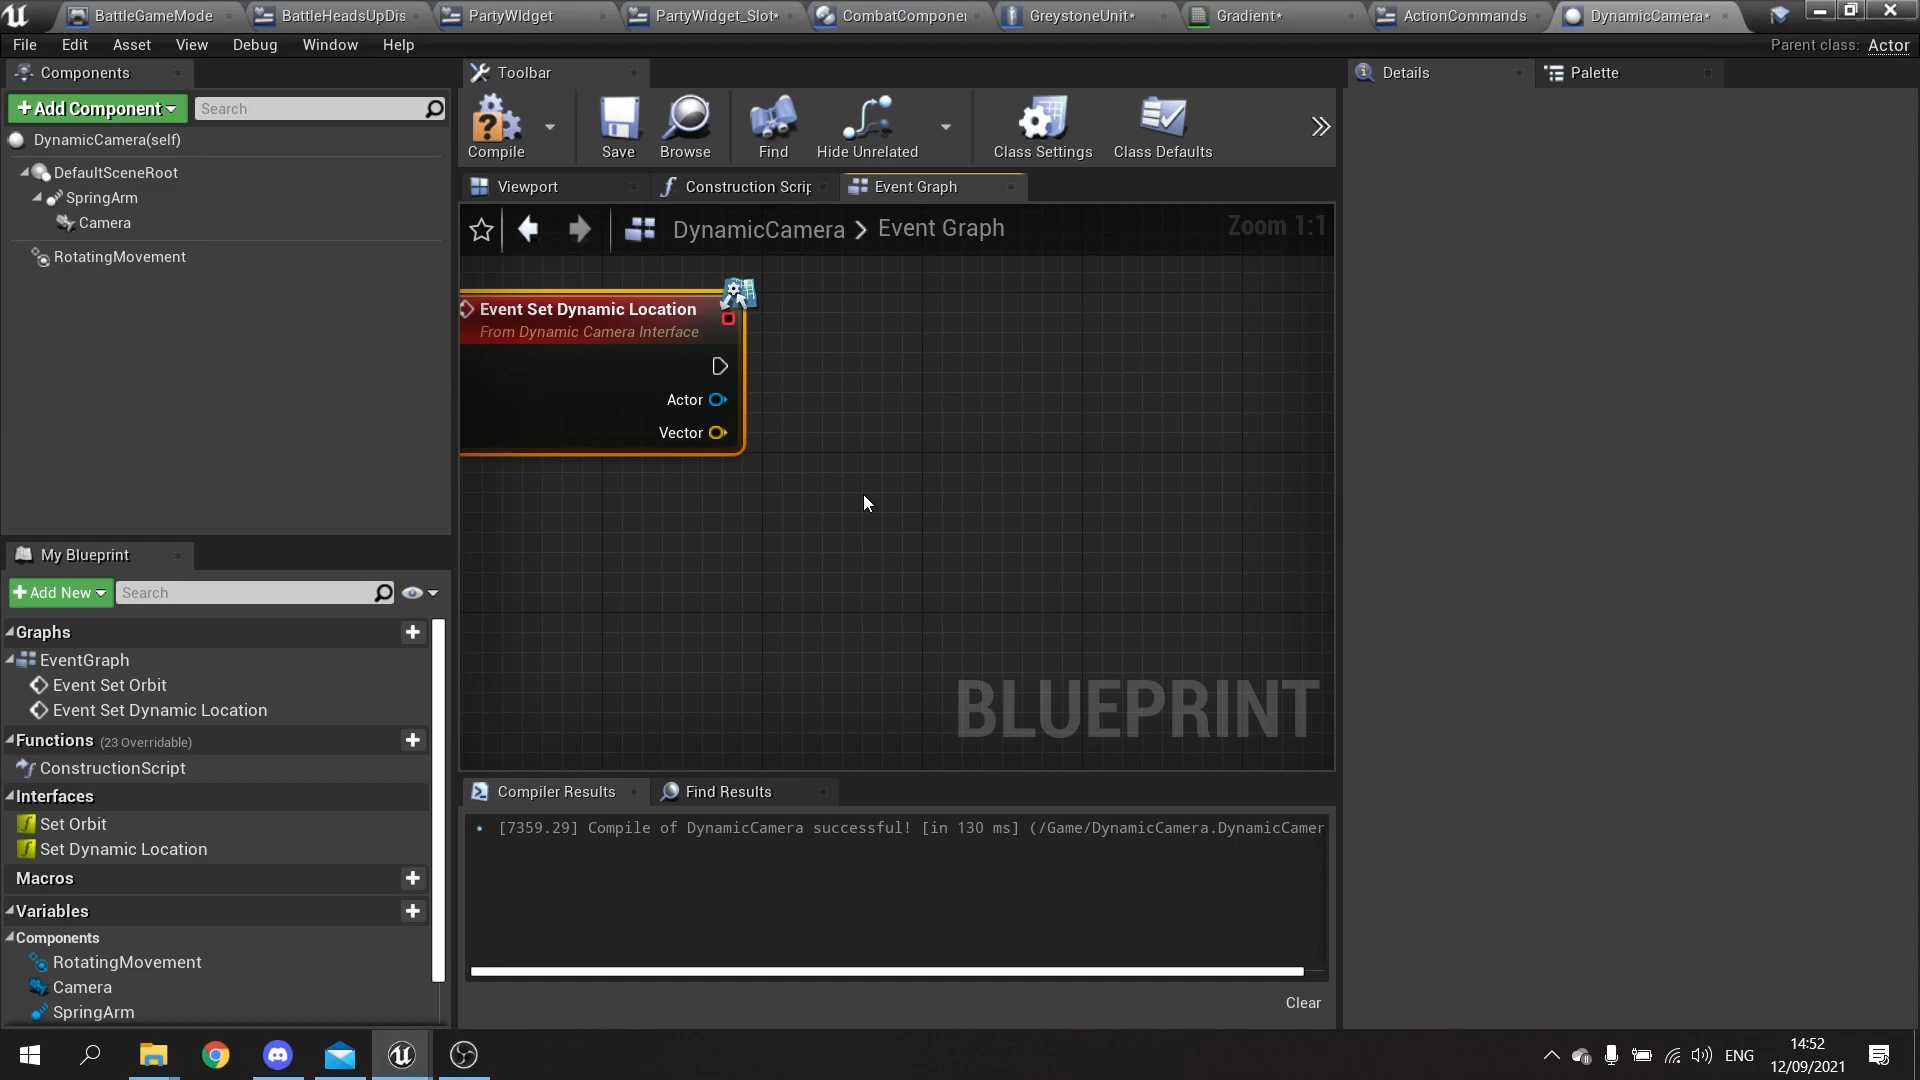 BattleGameMode
BattleHeadsUpDis
PartyWIdget
PartyWidget_Slot*
CombatComponei
GreystoneUnit*
Gradient*
ActionCommands
DynamicCamera*
File
Edit
Asset
View
Debug
Window
Help
Parent class: Actor
Components
Add Component
Search
DynamicCamera(self)
DefaultSceneRoot
SpringArm
Camera
RotatingMovement
My Blueprint
Add New
Search
Graphs
EventGraph
Event Set Orbit
Event Set Dynamic Location
Functions (23 Overridable)
ConstructionScript
Interfaces
Set Orbit
Set Dynamic Location
Macros
Variables
Components
RotatingMovement
Camera
SpringArm
Toolbar
Compile
Save
Browse
Find
Hide Unrelated
Class Settings
Class Defaults
Viewport
Construction Scrip
Event Graph
DynamicCamera > Event Graph
Zoom 1:1
Event Set Dynamic Location
From Dynamic Camera Interface
Actor
Vector
BLUEPRINT
Compiler Results
Find Results
[7359.29] Compile of DynamicCamera successful! [in 130 ms] (/Game/DynamicCamera.DynamicCamer
Clear
Details
Palette
ENG
14:52
12/09/2021